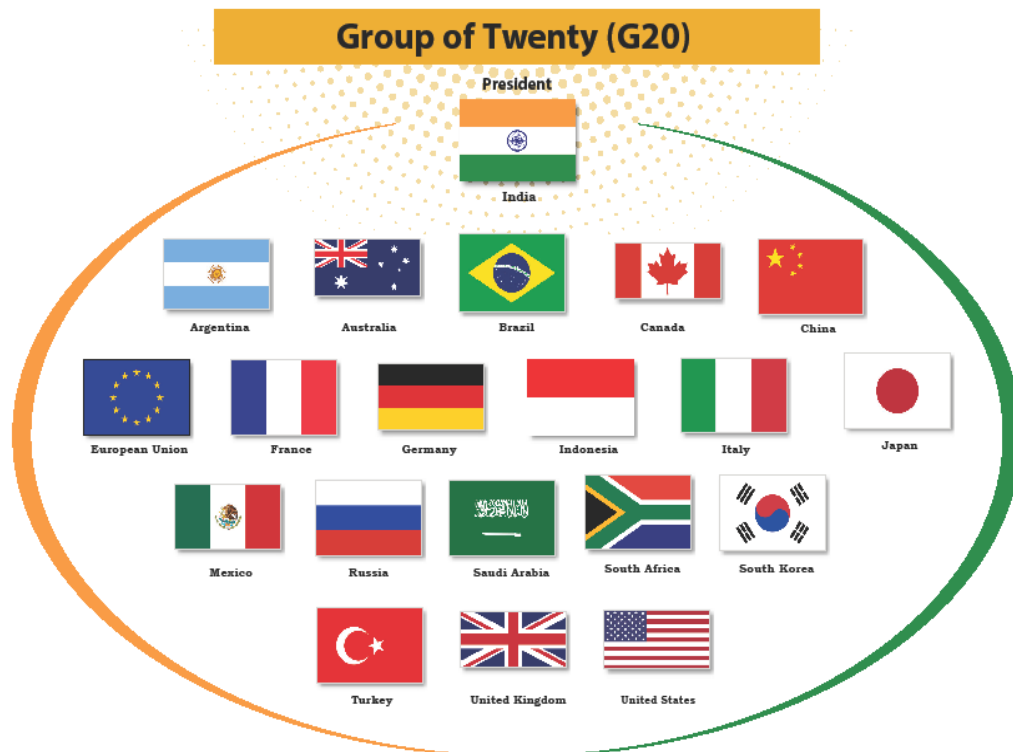 Group of Twenty (G20)
President
India
Argentina
Australia
Brazil
Canada
China
European Union
France
Germany
Indonesia
Italy
Japan
Mexico
Russia
Saudi Arabia
South Africa
South Korea
Turkey
United Kingdom
United States